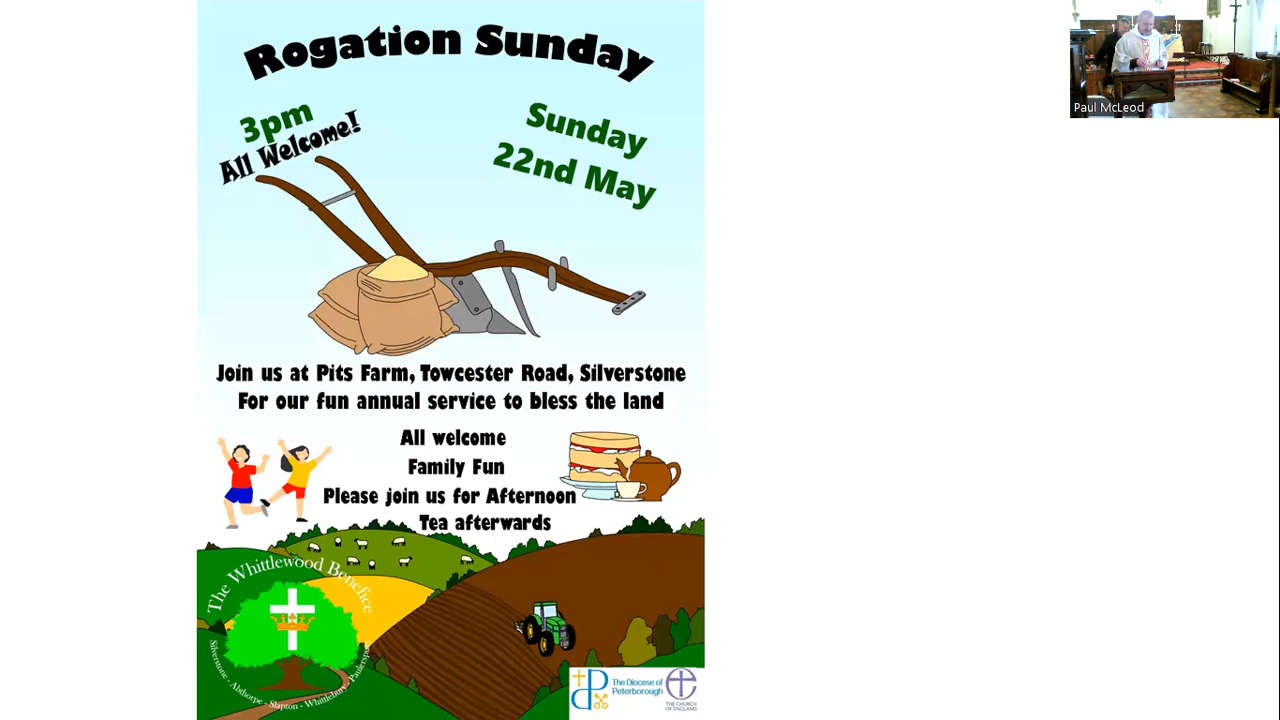 Rogation Sunday
3pm
All Welcome!
Sunday
22nd May
Join us at Pits Farm, Towcester Road, Silverstone
For our fun annual service to bless the land
All welcome
Family Fun
Please join us for Afternoon
Tea afterwards
The Whittlewood Benefice
Silverstone - Abthorpe - Slapton - Whittlebury - Paulerspury
The Diocese of
Peterborough
THE CHURCH
OF ENGLAND
Paul McLeod